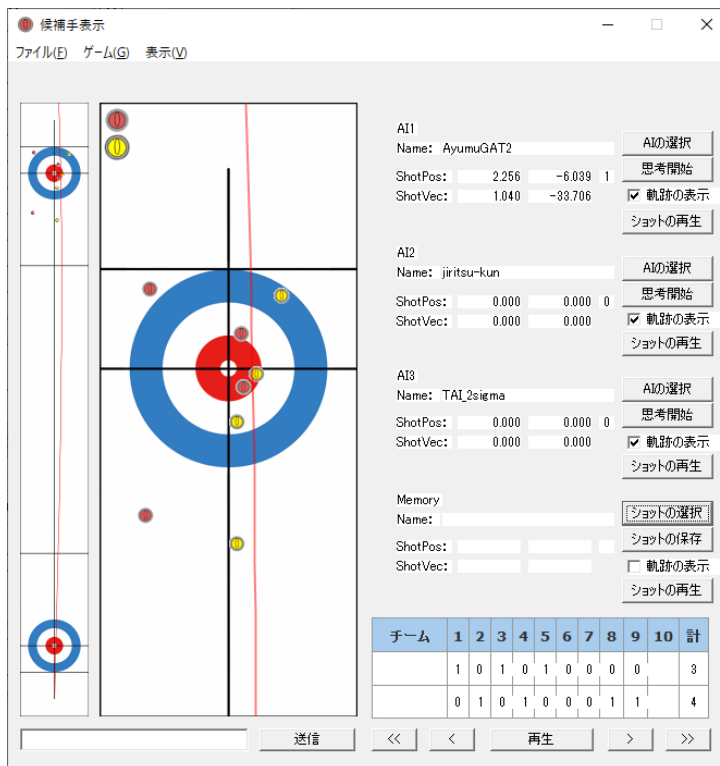 候補手表示
ファイル(F) ゲーム(G) 表示(V)
AI1
Name: AyumuGAT2
ShotPos: 2.256 -6.039 1
ShotVec: 1.040 -33.706
AIの選択
思考開始
軌跡の表示
ショットの再生
AI2
Name: jiritsu-kun
ShotPos: 0.000 0.000 0
ShotVec: 0.000 0.000
AIの選択
思考開始
軌跡の表示
ショットの再生
AI3
Name: TAI_2sigma
ShotPos: 0.000 0.000 0
ShotVec: 0.000 0.000
AIの選択
思考開始
軌跡の表示
ショットの再生
Memory
Name:
ShotPos:
ShotVec:
ショットの選択
ショットの保存
軌跡の表示
ショットの再生
チーム 1 2 3 4 5 6 7 8 9 10 計
1 0 1 0 1 0 0 0 0 3
0 1 0 1 0 0 0 1 1 4
送信 << < 再生 > >>